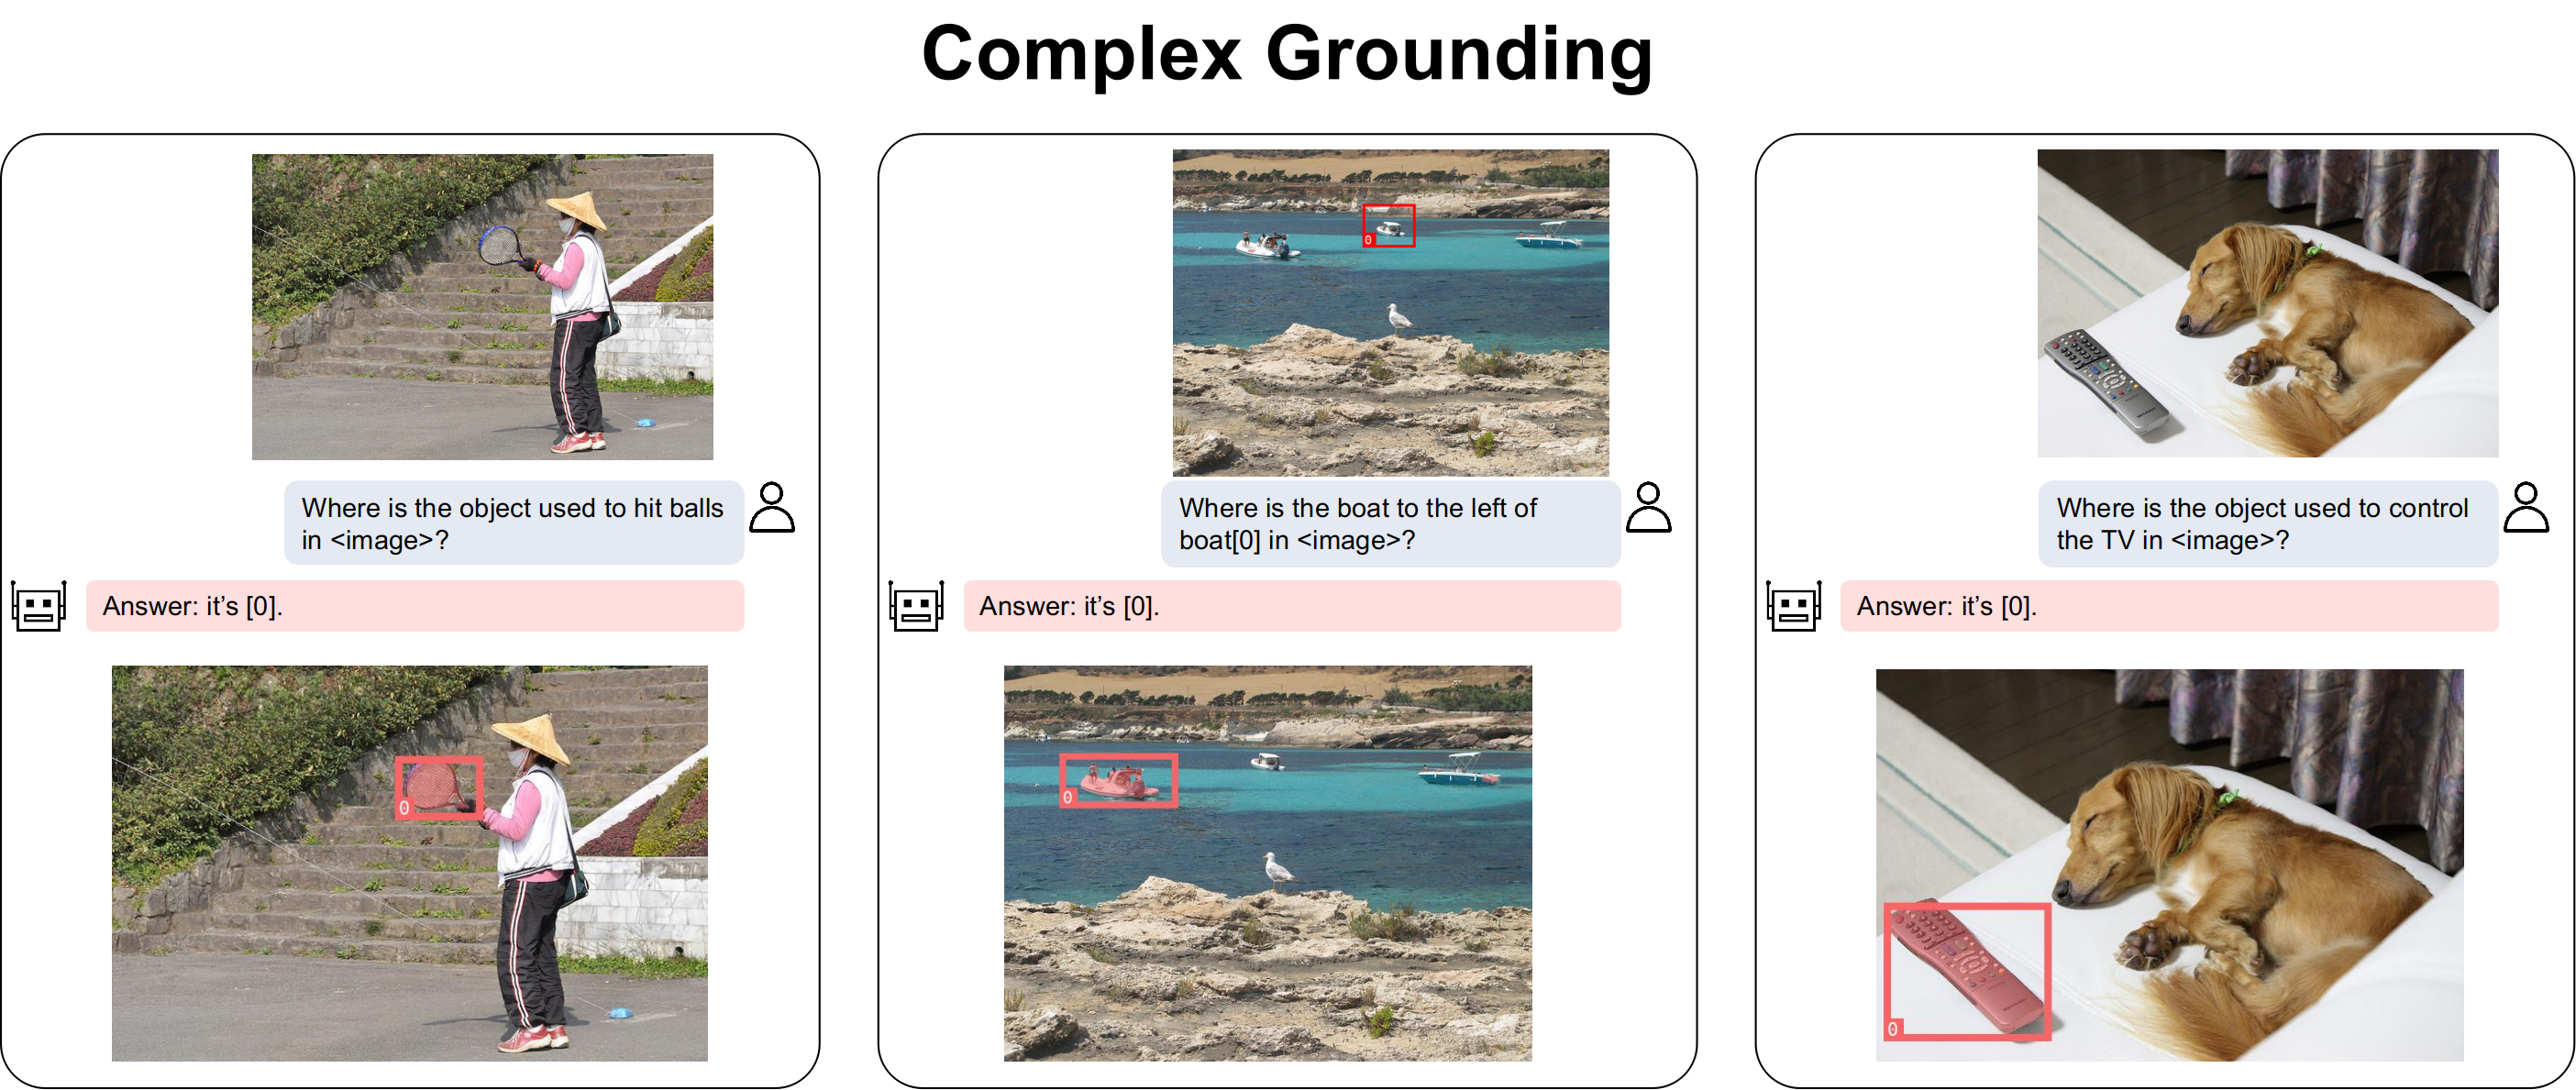 Complex Grounding
Where is the object used to hit balls
in <image>?
Answer: it’s [0].
0
0
Where is the boat to the left of
boat[0] in <image>?
Answer: it’s [0].
0
Where is the object used to control
the TV in <image>?
Answer: it’s [0].
0